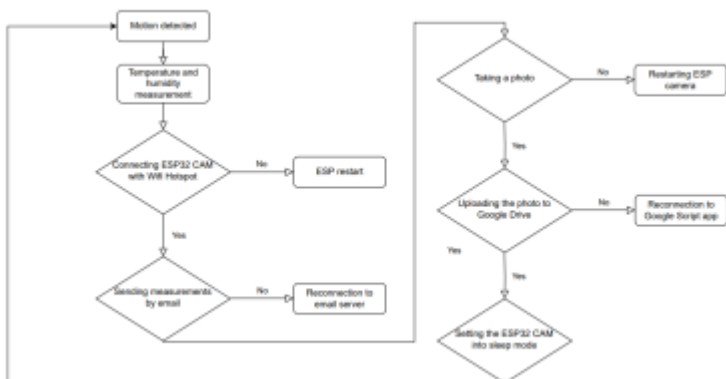 Motion detected
Temperature and
humidity
measurement
Connecting ESP32 CAM
with Wifi Hotspot
No
ESP restart
Yes
Sending measurements
by email
No
Reconnection to
email server
Taking a photo
No
Restarting ESP
camera
Yes
Uploading the photo to
Google Drive
No
Reconnection to
Google Script app
Yes
Yes
Setting the ESP32 CAM
into sleep mode